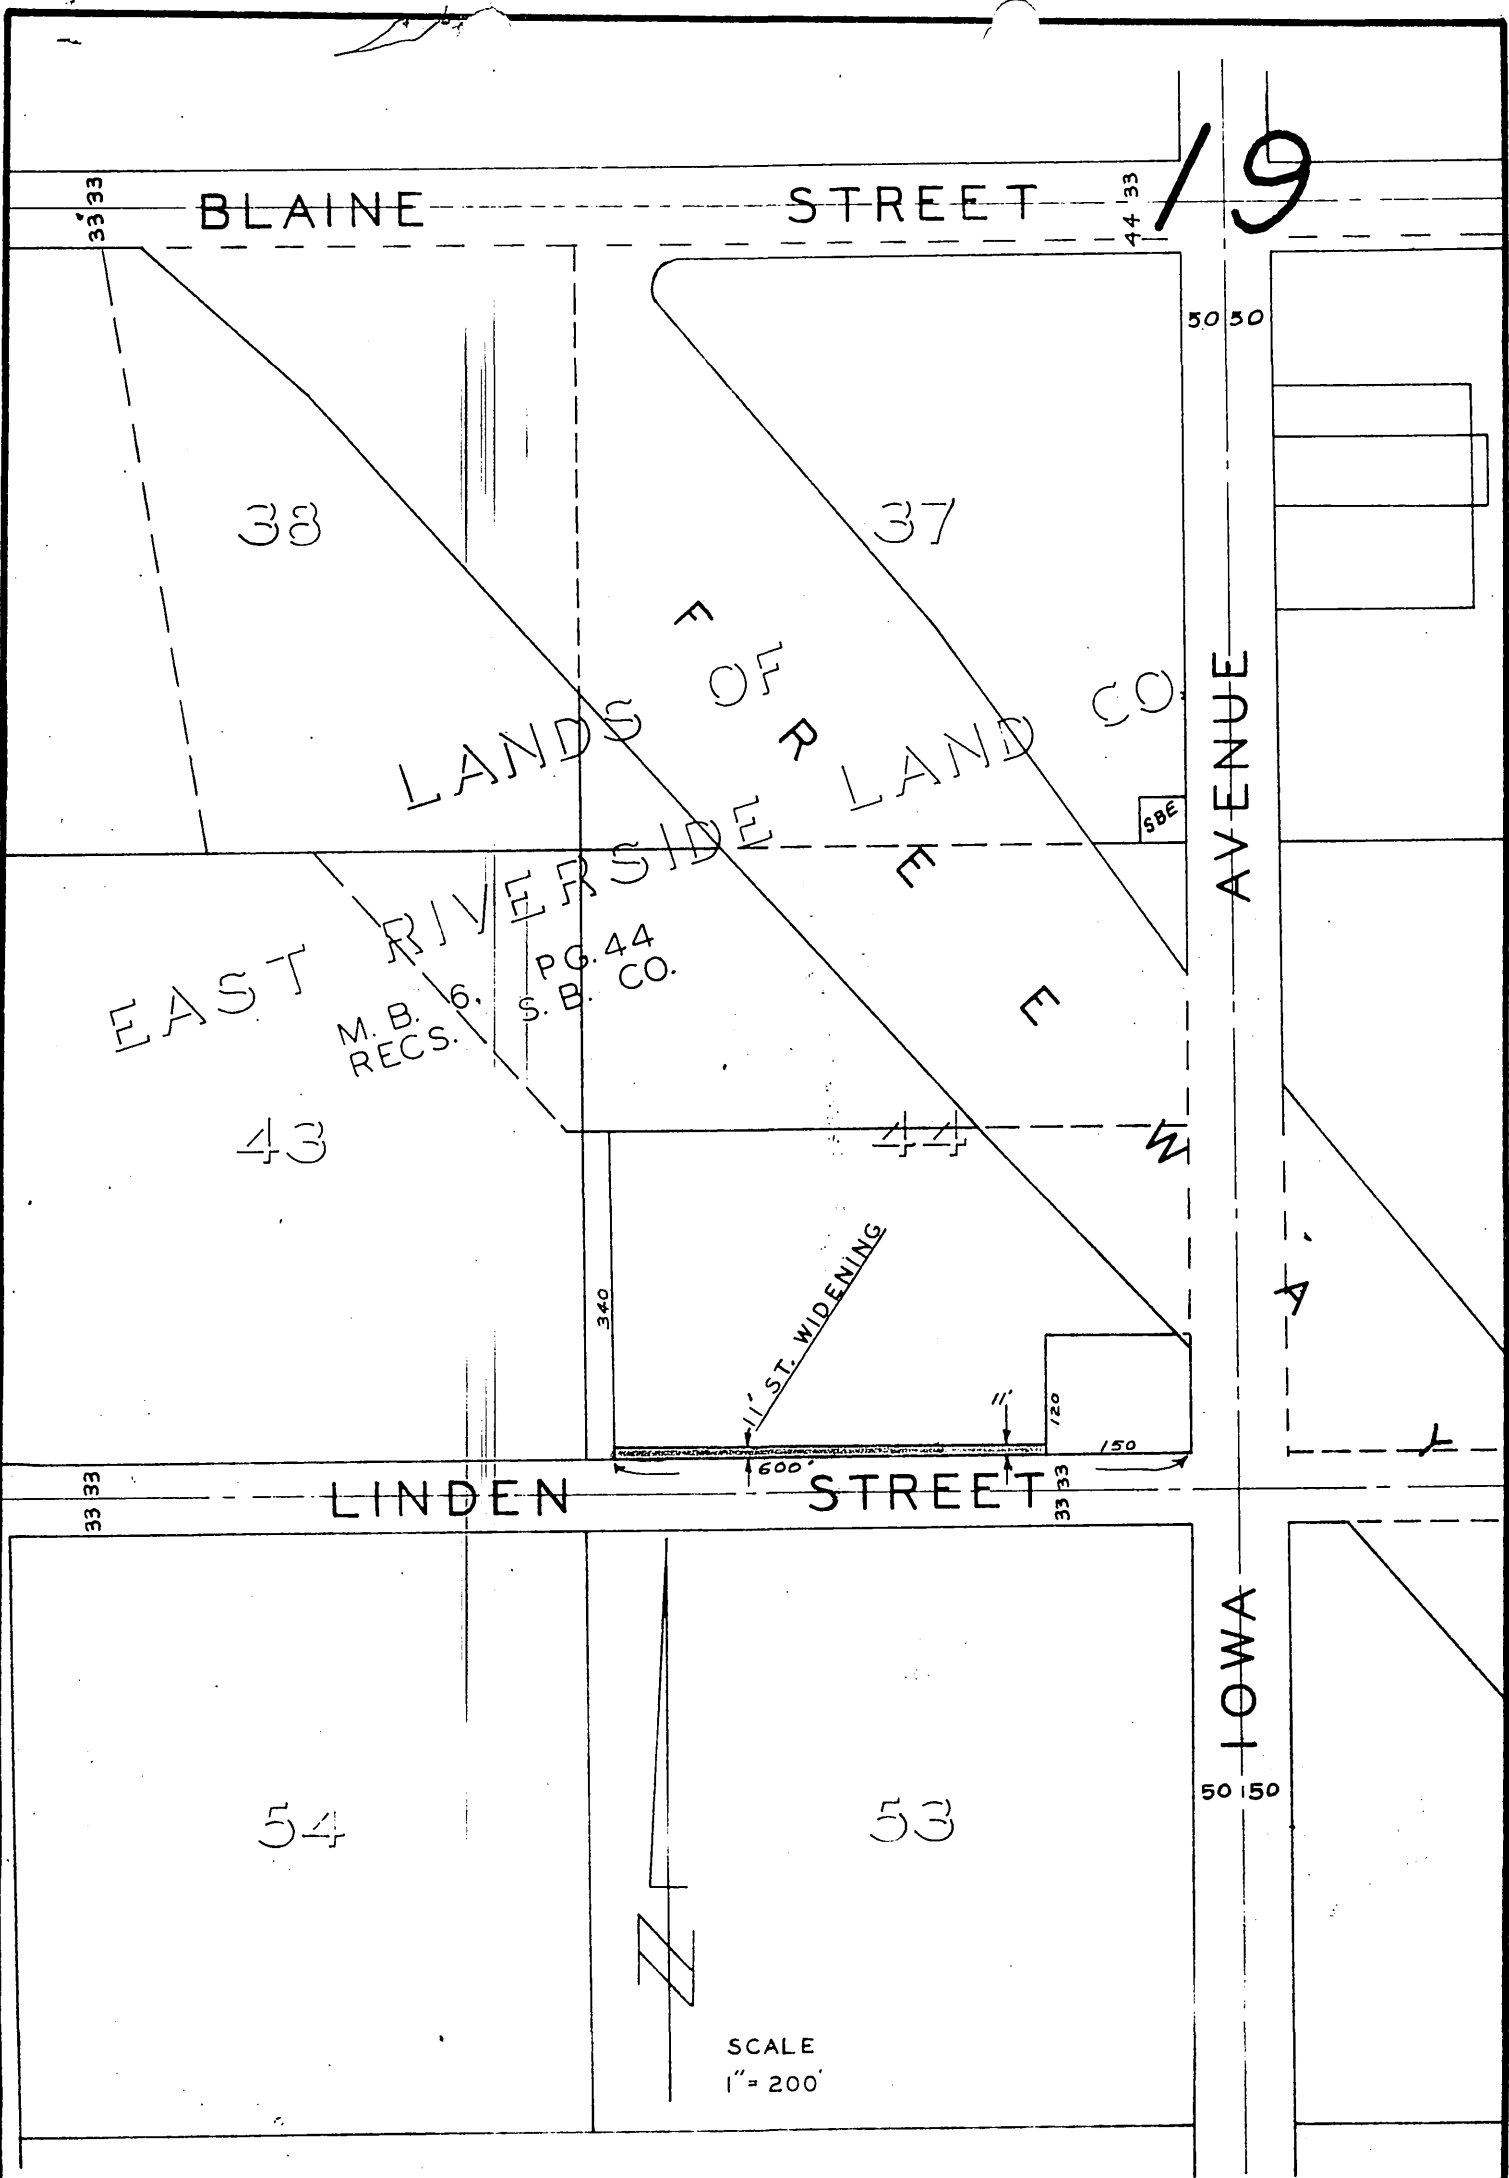 19
33' 33
BLAINE STREET
44 33
50 50
38
37
FREEWAY
LANDS OF
EAST RIVERSIDE LAND CO.
SBE
M. B. 6. PG. 44
RECS. S. B. CO.
AVENUE
43
44
340
11' ST. WIDENING
11'
120
150
600'
33 33
LINDEN STREET
33 33
IOWA
50 50
54
53
N
SCALE
1" = 200'